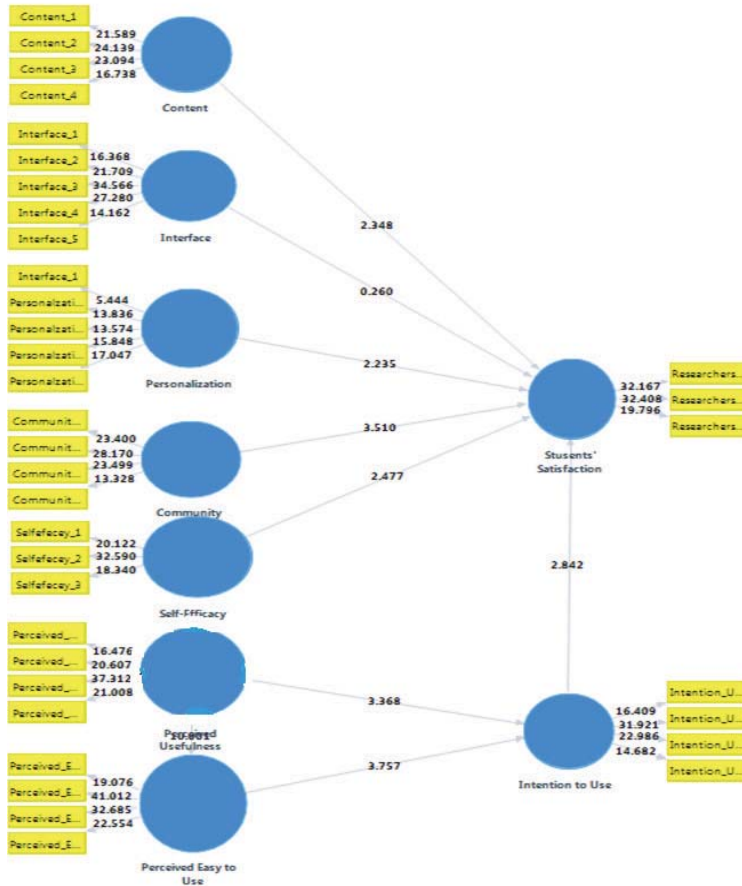 Content_1
21.589
Content_2
24.139
Content_3
23.094
16.738
Content_4
Content
Interface_1
16.368
Interface_2
21.709
Interface_3
34.566
27.280
Interface_4
14.162
Interface_5
Interface
2.348
0.260
Interface_1
5.444
Personalzati...
13.836
Personalzati...
13.574
15.848
Personalzati...
17.047
Personalzati...
Personalization
2.235
Communit...
23.400
Communit...
28.170
23.499
Communit...
13.328
Communit...
Community
3.510
2.477
32.167
Researchers...
32.408
Researchers...
19.796
Researchers...
Stusents'
Satisfaction
Selfefecey_1
20.122
Selfefecey_2
32.590
18.340
Selfefecey_3
Self-Efficacy
2.842
Perceived_...
16.476
Perceived_...
20.607
37.312
Perceived_...
21.008
Perceived_...
Perceived
Usefulness
3.368
16.409
Intention_U...
31.921
Intention_U...
22.986
Intention_U...
14.682
Intention_U...
Intention to Use
3.757
Perceived_E...
19.076
Perceived_E...
41.012
32.685
Perceived_E...
22.554
Perceived_E...
Perceived Easy to
Use